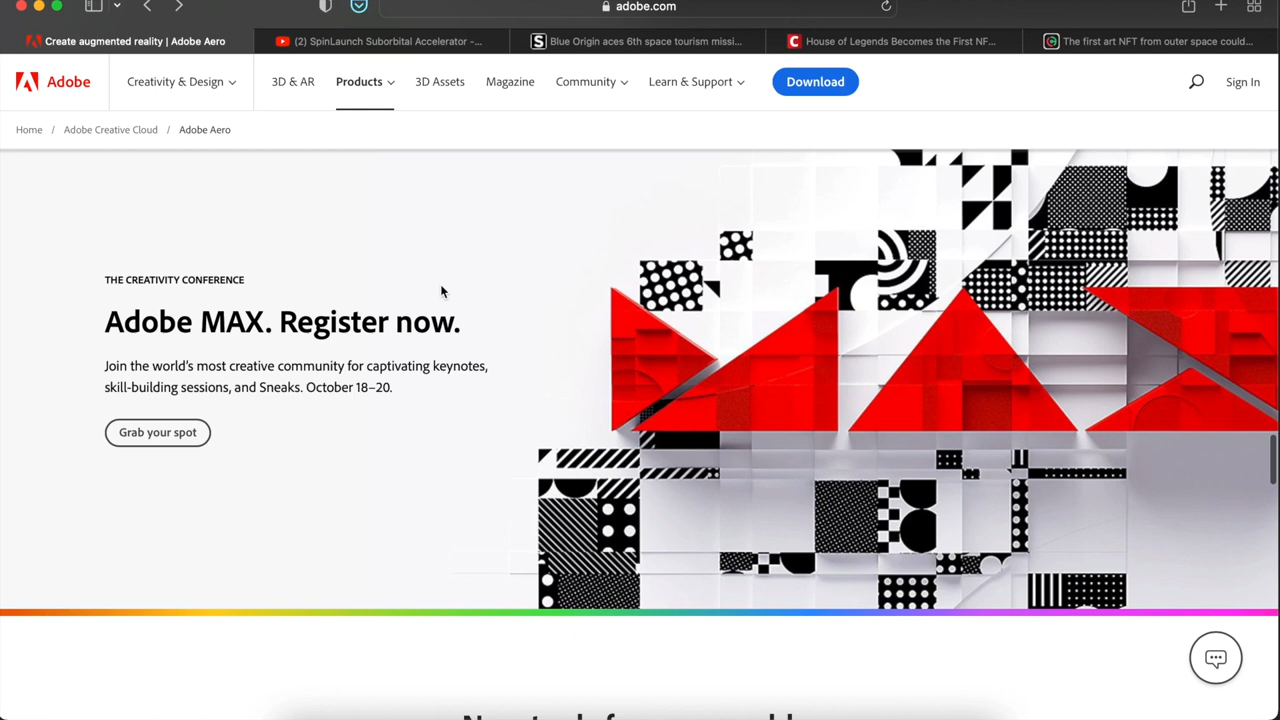 adobe.com
Create augmented reality | Adobe Aero
(2) SpinLaunch Suborbital Accelerator -...
Blue Origin aces 6th space tourism missi...
House of Legends Becomes the First NF...
The first art NFT from outer space could...
Adobe
Creativity & Design
3D & AR
Products
3D Assets
Magazine
Community
Learn & Support
Download
Sign In
Home / Adobe Creative Cloud / Adobe Aero
THE CREATIVITY CONFERENCE
Adobe MAX. Register now.
Join the world’s most creative community for captivating keynotes,
skill-building sessions, and Sneaks. October 18–20.
Grab your spot
MAX